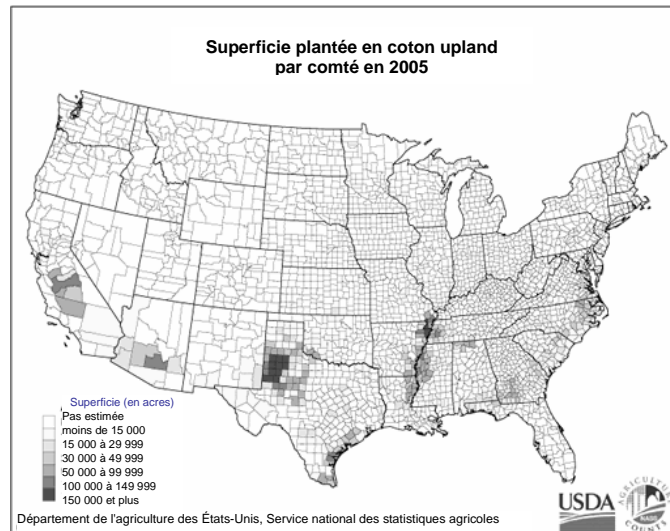 Superficie plantée en coton upland
par comté en 2005
Superficie (en acres)
Pas estimée
moins de 15 000
15 000 à 29 999
30 000 à 49 999
50 000 à 99 999
100 000 à 149 999
150 000 et plus
Département de l'agriculture des États-Unis, Service national des statistiques agricoles
USDA